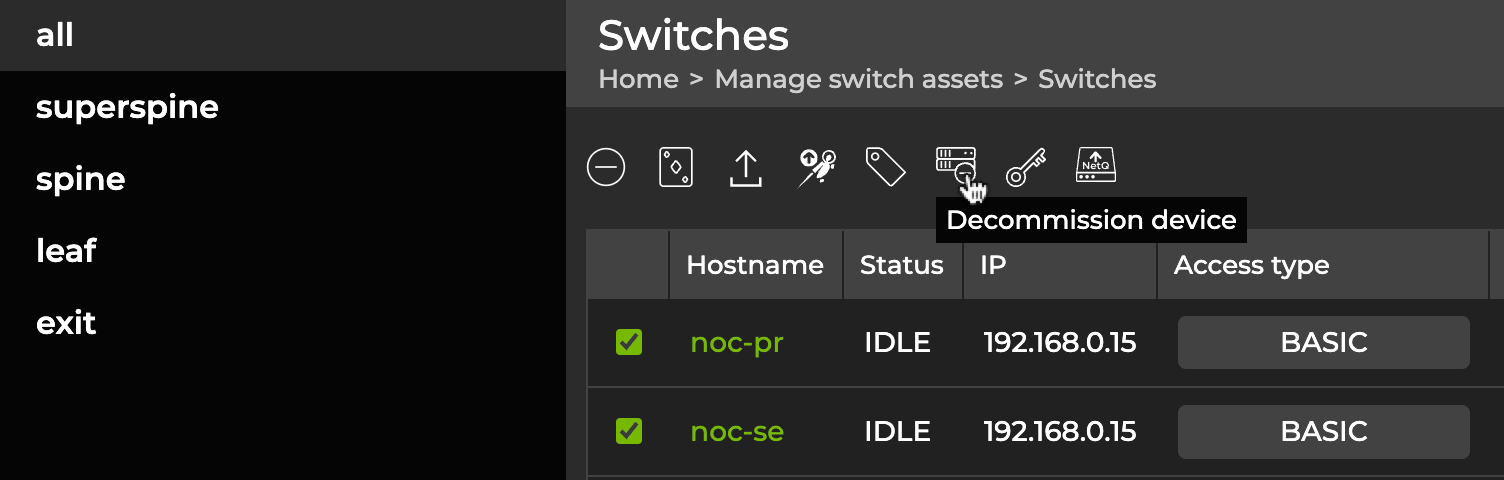 all
superspine
spine
leaf
exit
Switches
Home > Manage switch assets > Switches
NetQ
Decommission device
Hostname Status IP Access type
noc-pr IDLE 192.168.0.15 BASIC
noc-se IDLE 192.168.0.15 BASIC